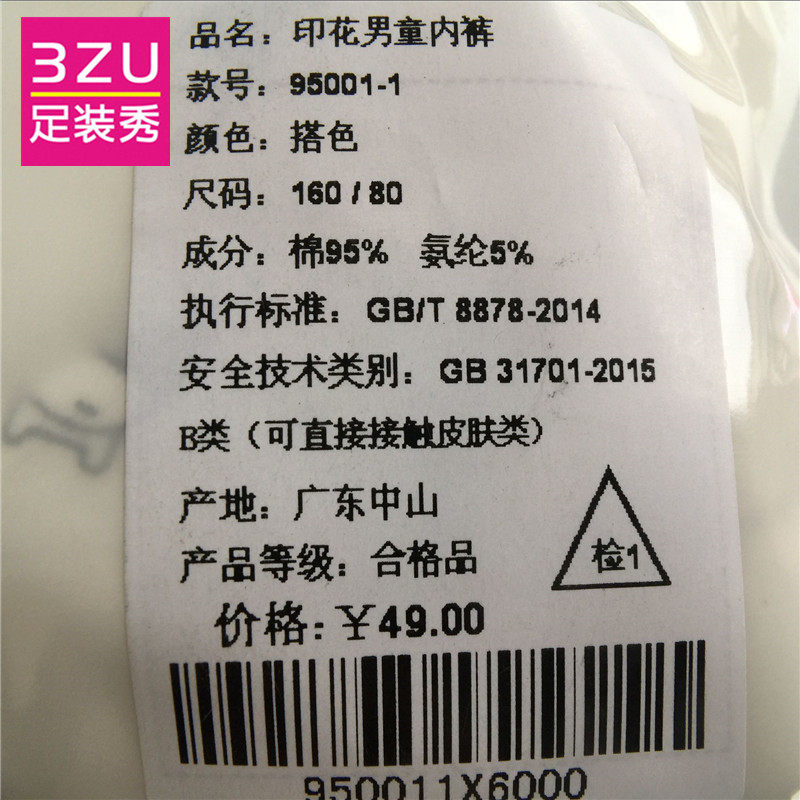 3ZU
足装秀
品名：印花男童内裤
款号：95001-1
颜色：搭色
尺码：160 / 80
成分：棉95%  氨纶5%
执行标准：GB/T 8878-2014
安全技术类别：GB 31701-2015
B类（可直接接触皮肤类）
产地：广东中山
产品等级：合格品
检1
价格：￥49.00
950011X6000